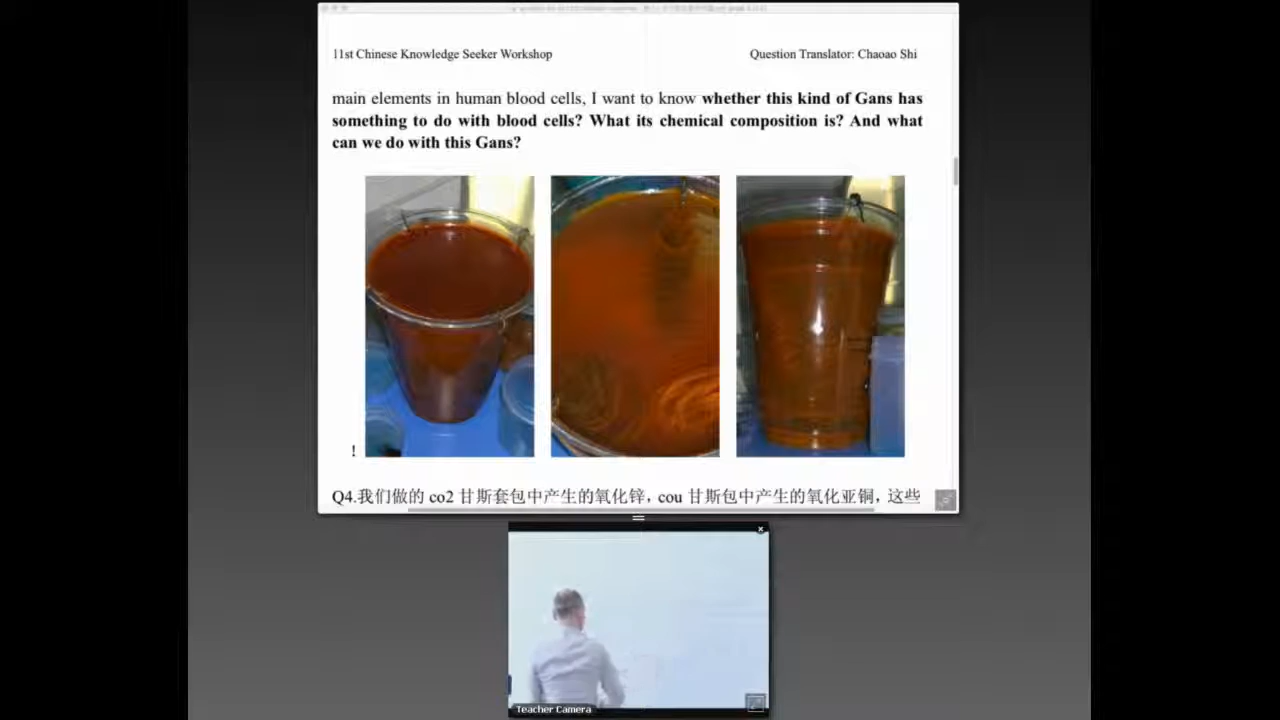 11st Chinese Knowledge Seeker Workshop
Question Translator: Chaoao Shi
main elements in human blood cells, I want to know whether this kind of Gans has
something to do with blood cells? What its chemical composition is? And what
can we do with this Gans?
!
Q4.我们做的 co2 甘斯套包中产生的氧化锌，cou 甘斯包中产生的氧化亚铜，这些
Teacher Camera